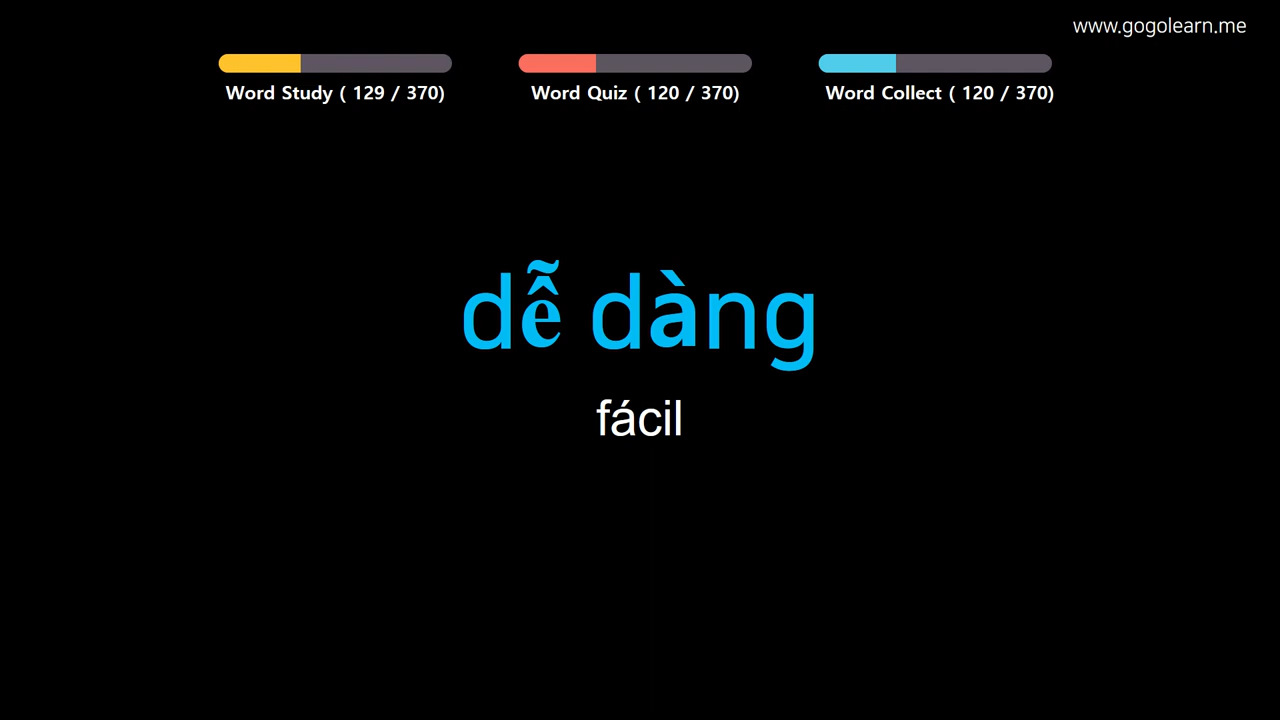 www.gogolearn.me
Word Study ( 129 / 370)
Word Quiz ( 120 / 370)
Word Collect ( 120 / 370)
dễ dàng
fácil